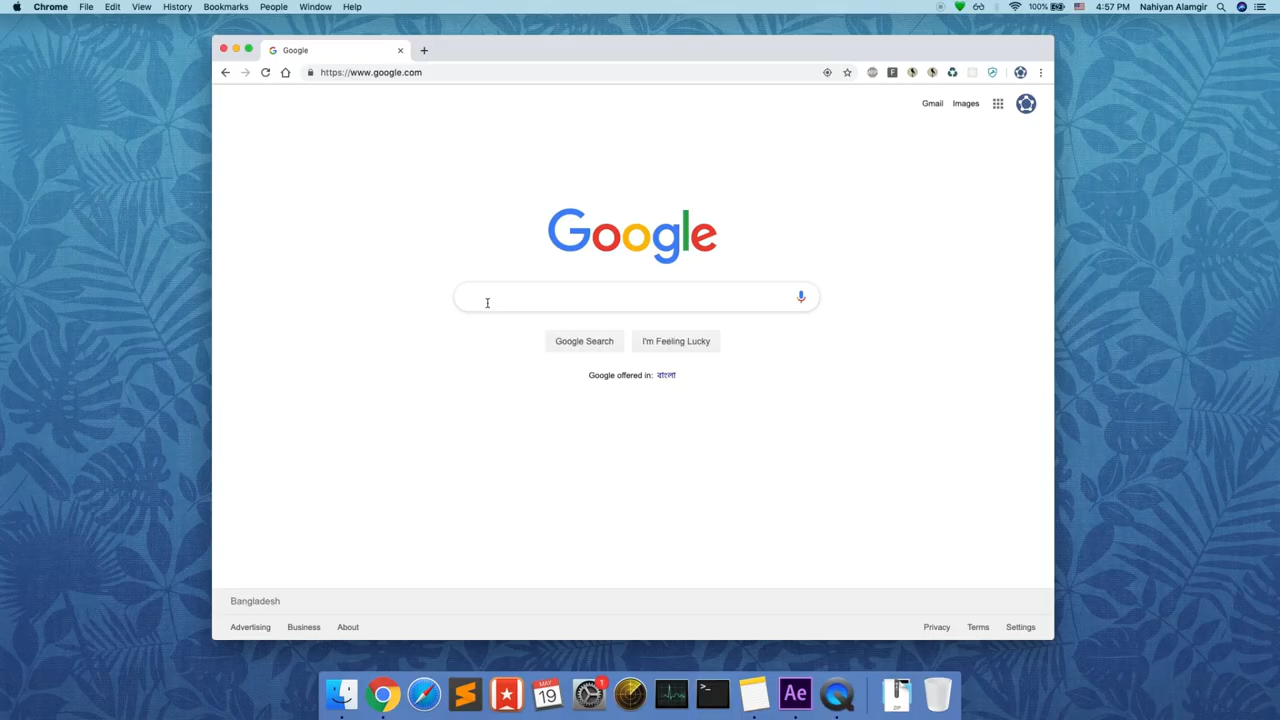 Chrome File Edit View History Bookmarks People Window Help 100% 4:57 PM Nahiyan Alamgir
Google
https://www.google.com
Gmail Images
Google
Google Search I'm Feeling Lucky
Google offered in: বাংলা
Bangladesh
Advertising Business About Privacy Terms Settings
MAY
19
1
>_
Ae
ZIP